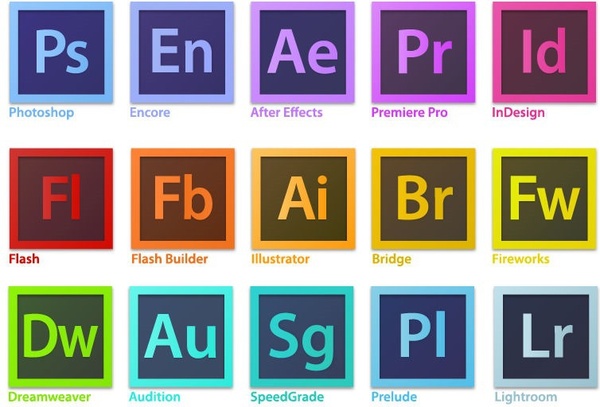 Ps En Ae Pr Id
Photoshop Encore After Effects Premiere Pro InDesign
Fl Fb Ai Br Fw
Flash Flash Builder Illustrator Bridge Fireworks
Dw Au Sg Pl Lr
Dreamweaver Audition SpeedGrade Prelude Lightroom